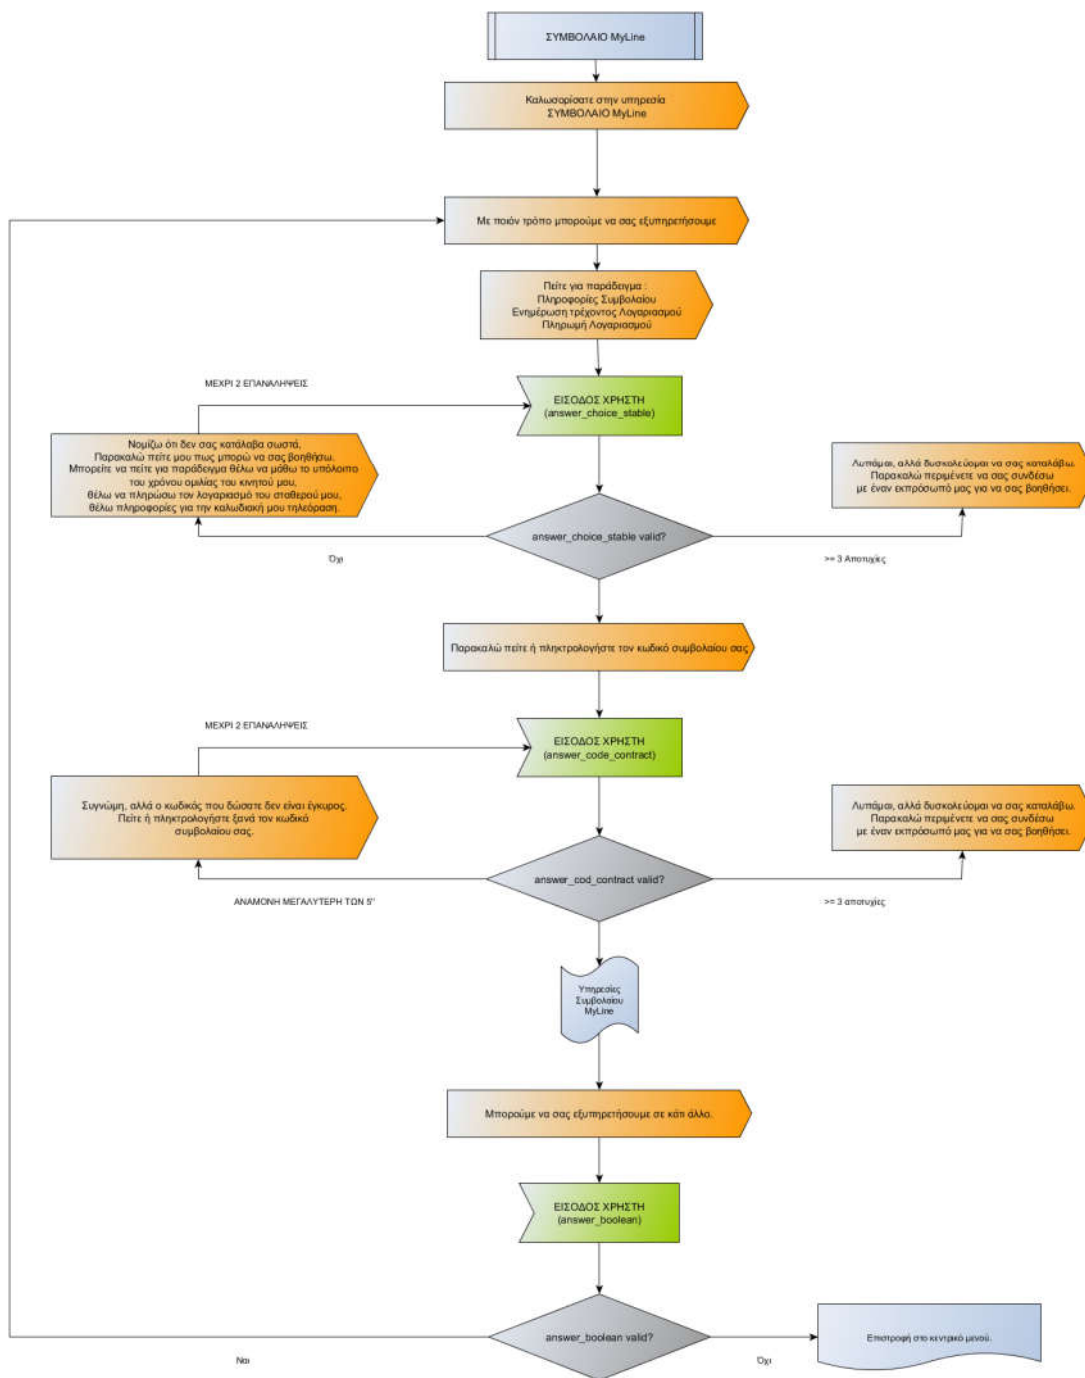 ΣΥΜΒΟΛΑΙΟ MyLine
Καλωσορίσατε στην υπηρεσία
ΣΥΜΒΟΛΑΙΟ MyLine
Με ποιόν τρόπο μπορούμε να σας εξυπηρετήσουμε
Πείτε για παράδειγμα :
Πληροφορίες Συμβολαίου
Ενημέρωση τρέχοντος Λογαριασμού
Πληρωμή Λογαριασμού
ΜΕΧΡΙ 2 ΕΠΑΝΑΛΗΨΕΙΣ
ΕΙΣΟΔΟΣ ΧΡΗΣΤΗ
(answer_choice_stable)
Νομίζω ότι δεν σας κατάλαβα σωστά,
Παρακαλώ πείτε μου πως μπορώ να σας βοηθήσω.
Μπορείτε να πείτε για παράδειγμα θέλω να μάθω το υπόλοιπο
του χρόνου ομιλίας του κινητού μου,
θέλω να πληρώσω τον λογαριασμό του σταθερού μου,
θέλω πληροφορίες για την καλωδιακή μου τηλεόραση.
Λυπάμαι, αλλά δυσκολεύομαι να σας καταλάβω.
Παρακαλώ περιμένετε να σας συνδέσω
με έναν εκπρόσωπό μας για να σας βοηθήσει.
answer_choice_stable valid?
Όχι
>= 3 Αποτυχίες
Παρακαλώ πείτε ή πληκτρολογήστε τον κωδικό συμβολαίου σας
ΜΕΧΡΙ 2 ΕΠΑΝΑΛΗΨΕΙΣ
ΕΙΣΟΔΟΣ ΧΡΗΣΤΗ
(answer_code_contract)
Συγνώμη, αλλά ο κωδικός που δώσατε δεν είναι έγκυρος.
Πείτε ή πληκτρολογήστε ξανά τον κωδικό
συμβολαίου σας.
Λυπάμαι, αλλά δυσκολεύομαι να σας καταλάβω.
Παρακαλώ περιμένετε να σας συνδέσω
με έναν εκπρόσωπό μας για να σας βοηθήσει.
answer_cod_contract valid?
ΑΝΑΜΟΝΗ ΜΕΓΑΛΥΤΕΡΗ ΤΩΝ 5''
>= 3 αποτυχίες
Υπηρεσίες
Συμβολαίου
MyLine
Μπορούμε να σας εξυπηρετήσουμε σε κάτι άλλο.
ΕΙΣΟΔΟΣ ΧΡΗΣΤΗ
(answer_boolean)
answer_boolean valid?
Επιστροφή στο κεντρικό μενού.
Ναι
Όχι